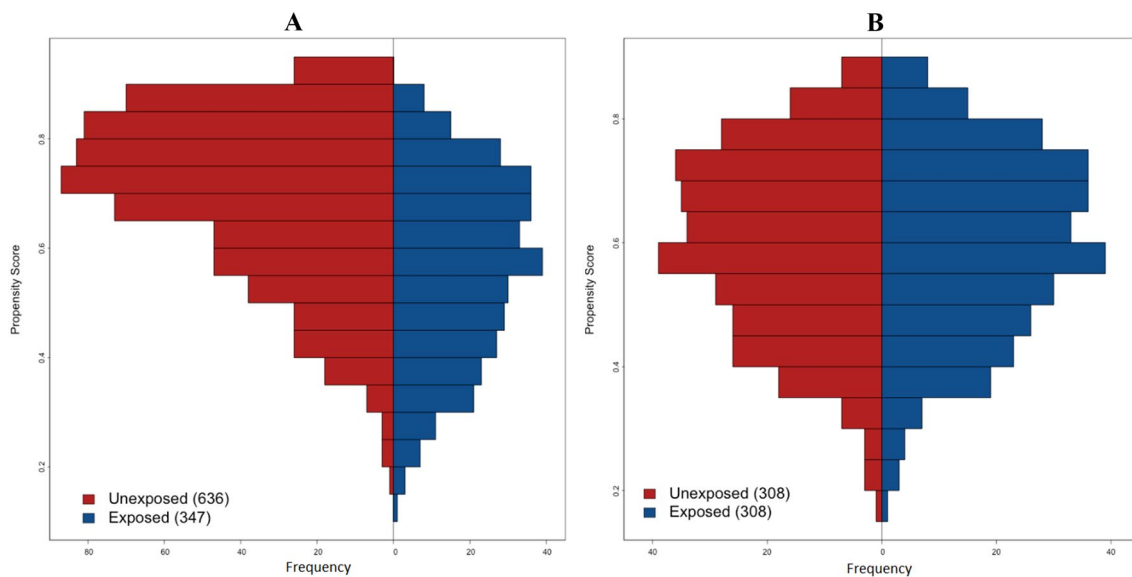 A
Propensity Score
0.8
0.6
0.4
0.2
Unexposed (636)
Exposed (347)
80 60 40 20 0 20 40
Frequency
B
Propensity Score
0.8
0.6
0.4
0.2
Unexposed (308)
Exposed (308)
40 20 0 20 40
Frequency